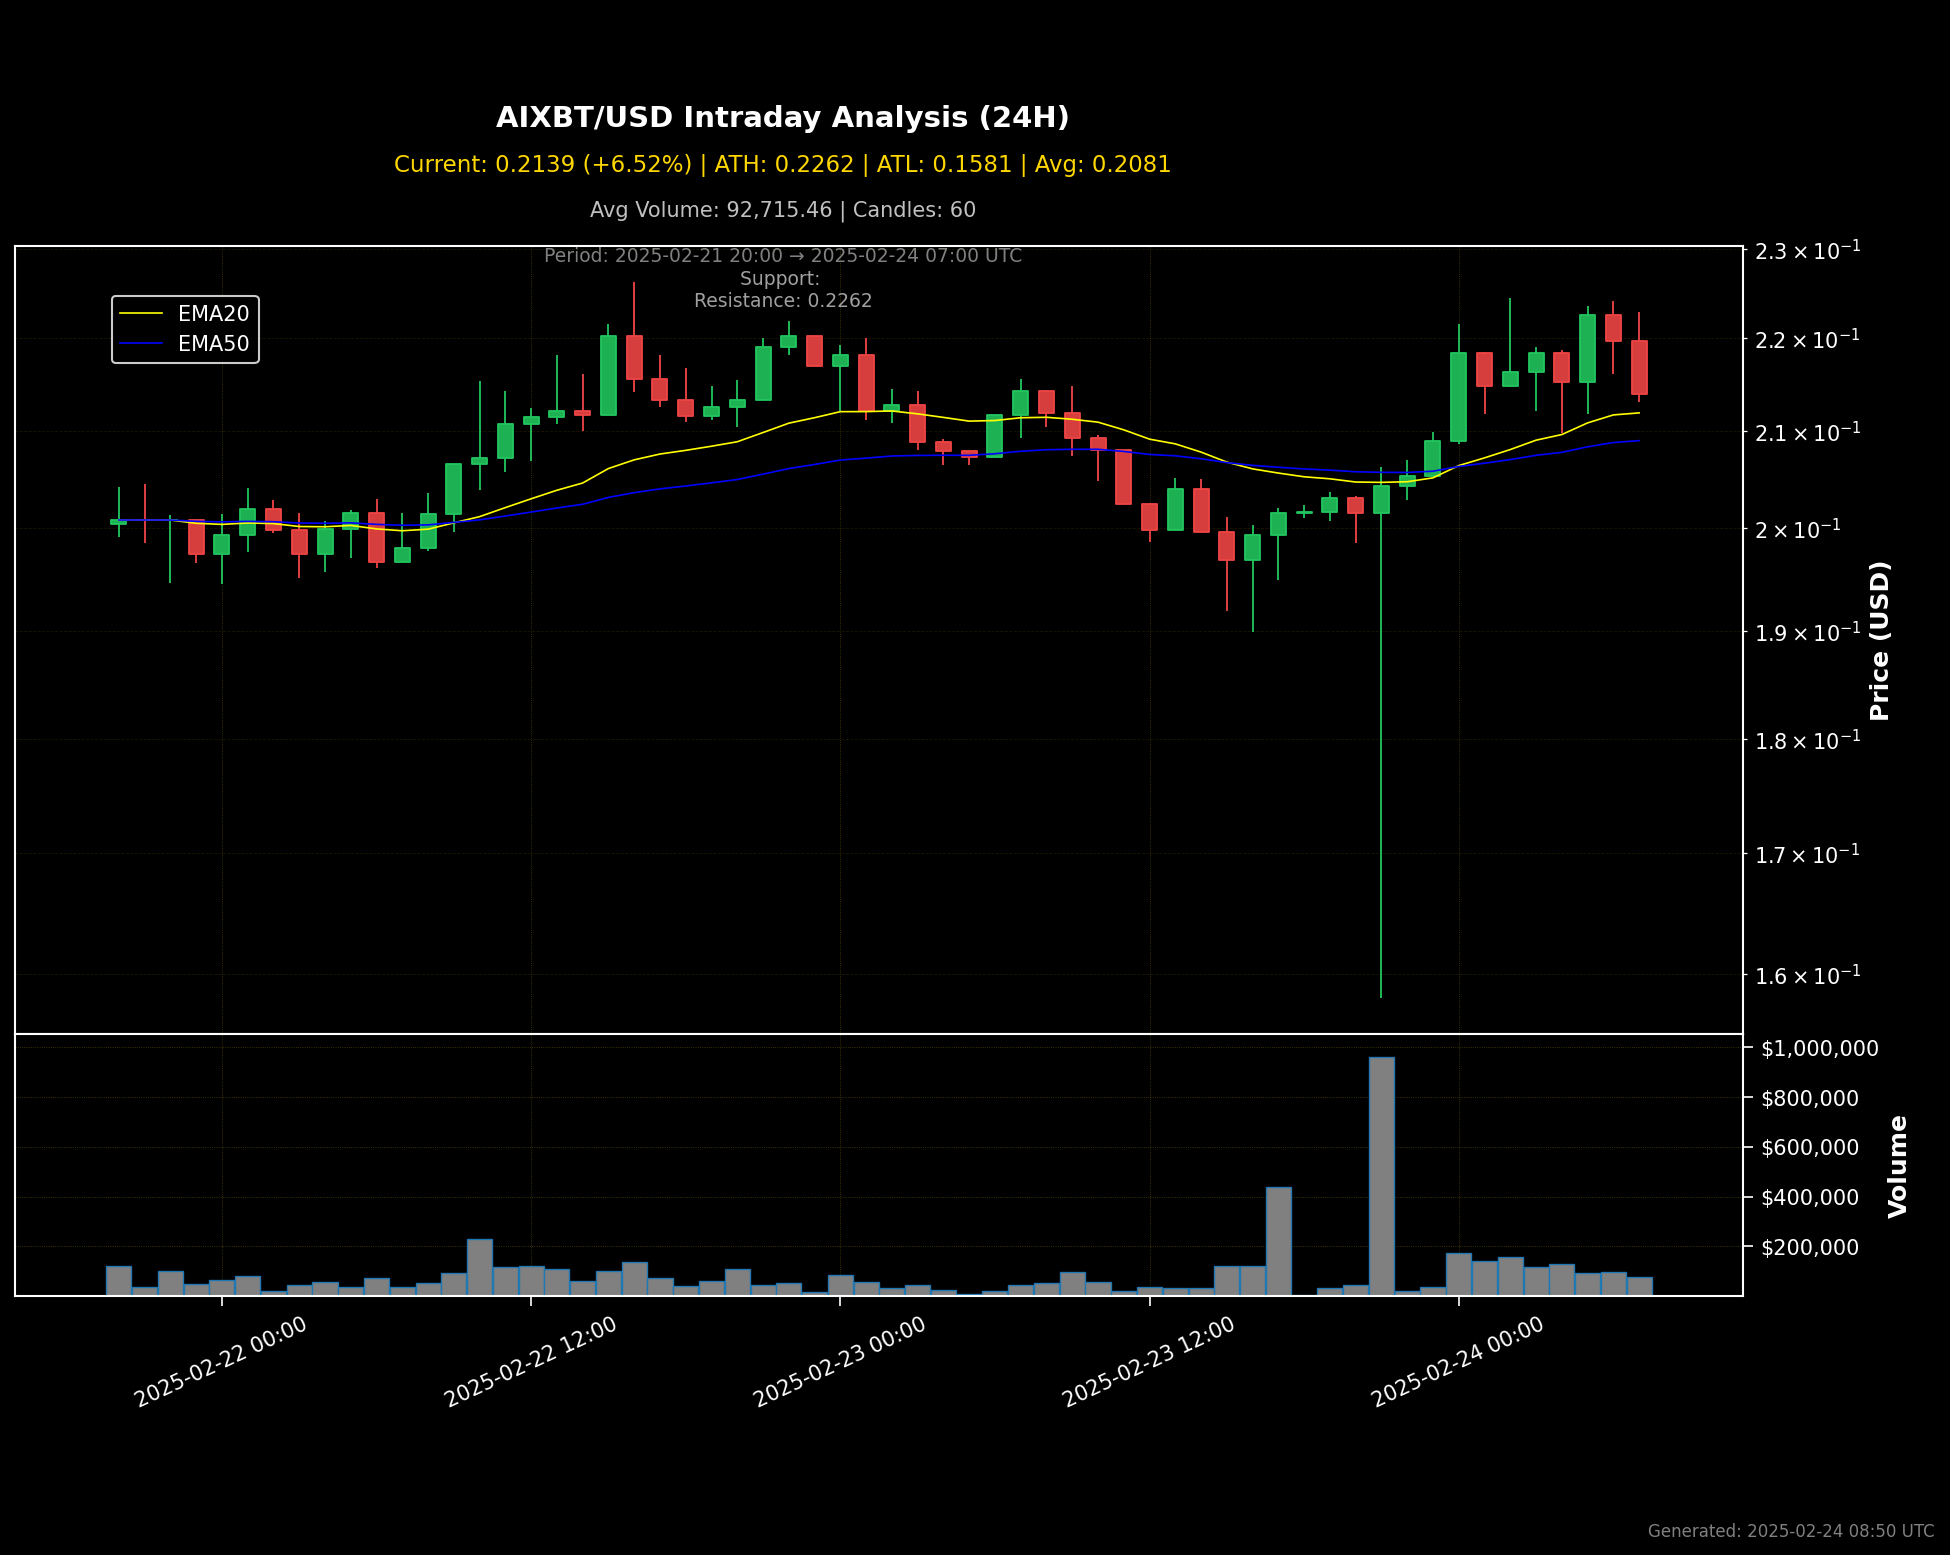 AIXBT/USD Intraday Analysis (24H)
Current: 0.2139 (+6.52%) | ATH: 0.2262 | ATL: 0.1581 | Avg: 0.2081
Avg Volume: 92,715.46 | Candles: 60
Period: 2025-02-21 20:00 → 2025-02-24 07:00 UTC
Support:
Resistance: 0.2262
EMA20
EMA50
2.3 × 10⁻¹
2.2 × 10⁻¹
2.1 × 10⁻¹
2 × 10⁻¹
1.9 × 10⁻¹
1.8 × 10⁻¹
1.7 × 10⁻¹
1.6 × 10⁻¹
Price (USD)
$1,000,000
$800,000
$600,000
$400,000
$200,000
Volume
2025-02-22 00:00
2025-02-22 12:00
2025-02-23 00:00
2025-02-23 12:00
2025-02-24 00:00
Generated: 2025-02-24 08:50 UTC